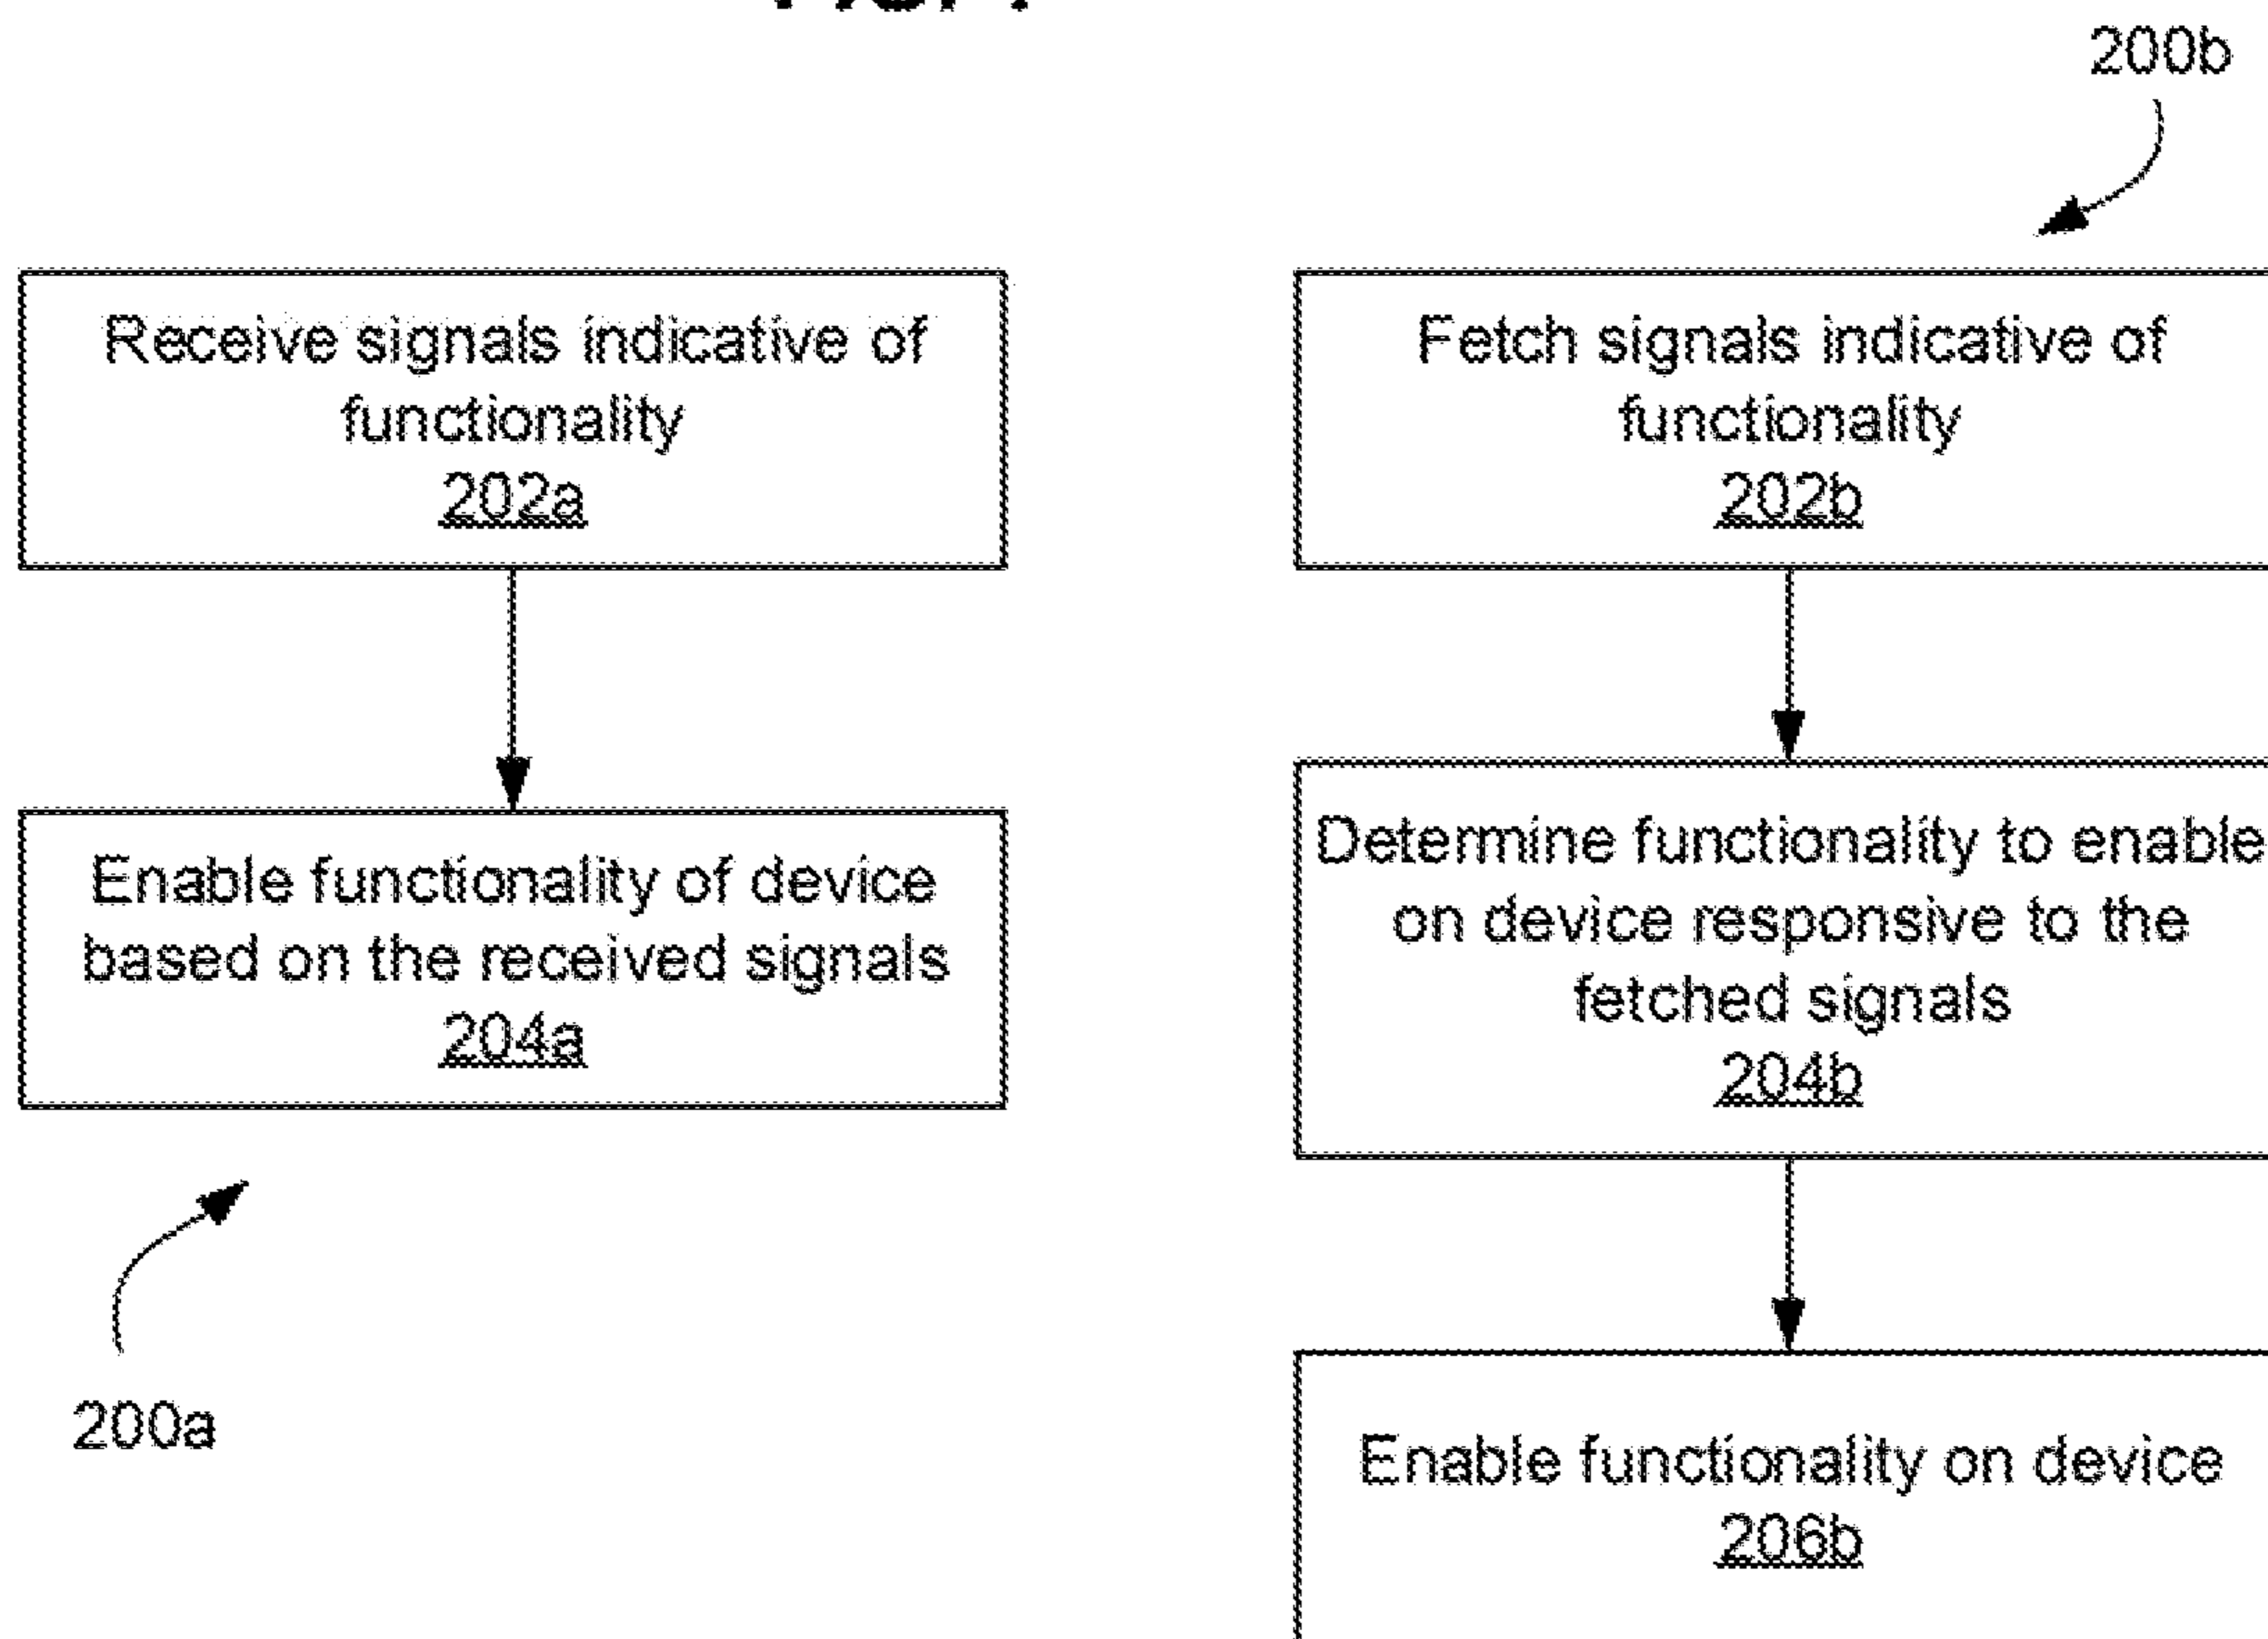 200b
Receive signals indicative of
functionality
202a
Enable functionality of device
based on the received signals
204a
200a
Fetch signals indicative of
functionality
202b
Determine functionality to enable
on device responsive to the
fetched signals
204b
Enable functionality on device
206b